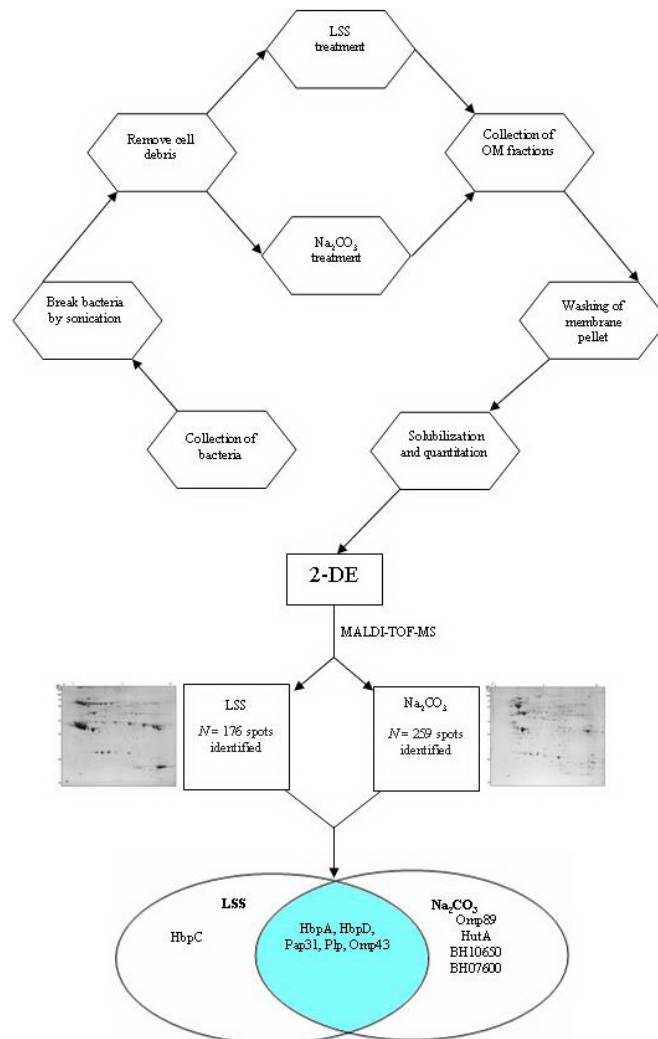 LSS
treatment
Remove cell
debris
Collection of
OM fractions
Na₂CO₃
treatment
Break bacteria
by sonication
Washing of
membrane
pellet
Collection of
bacteria
Solubilization
and quantitation
2-DE
MALDI-TOF-MS
LSS
N = 176 spots
identified
Na₂CO₃
N = 259 spots
identified
LSS
HbpC
HbpA, HbpD,
Pap31, Plp, Omp43
Na₂CO₃
Omp89
HutA
BH10650
BH07600